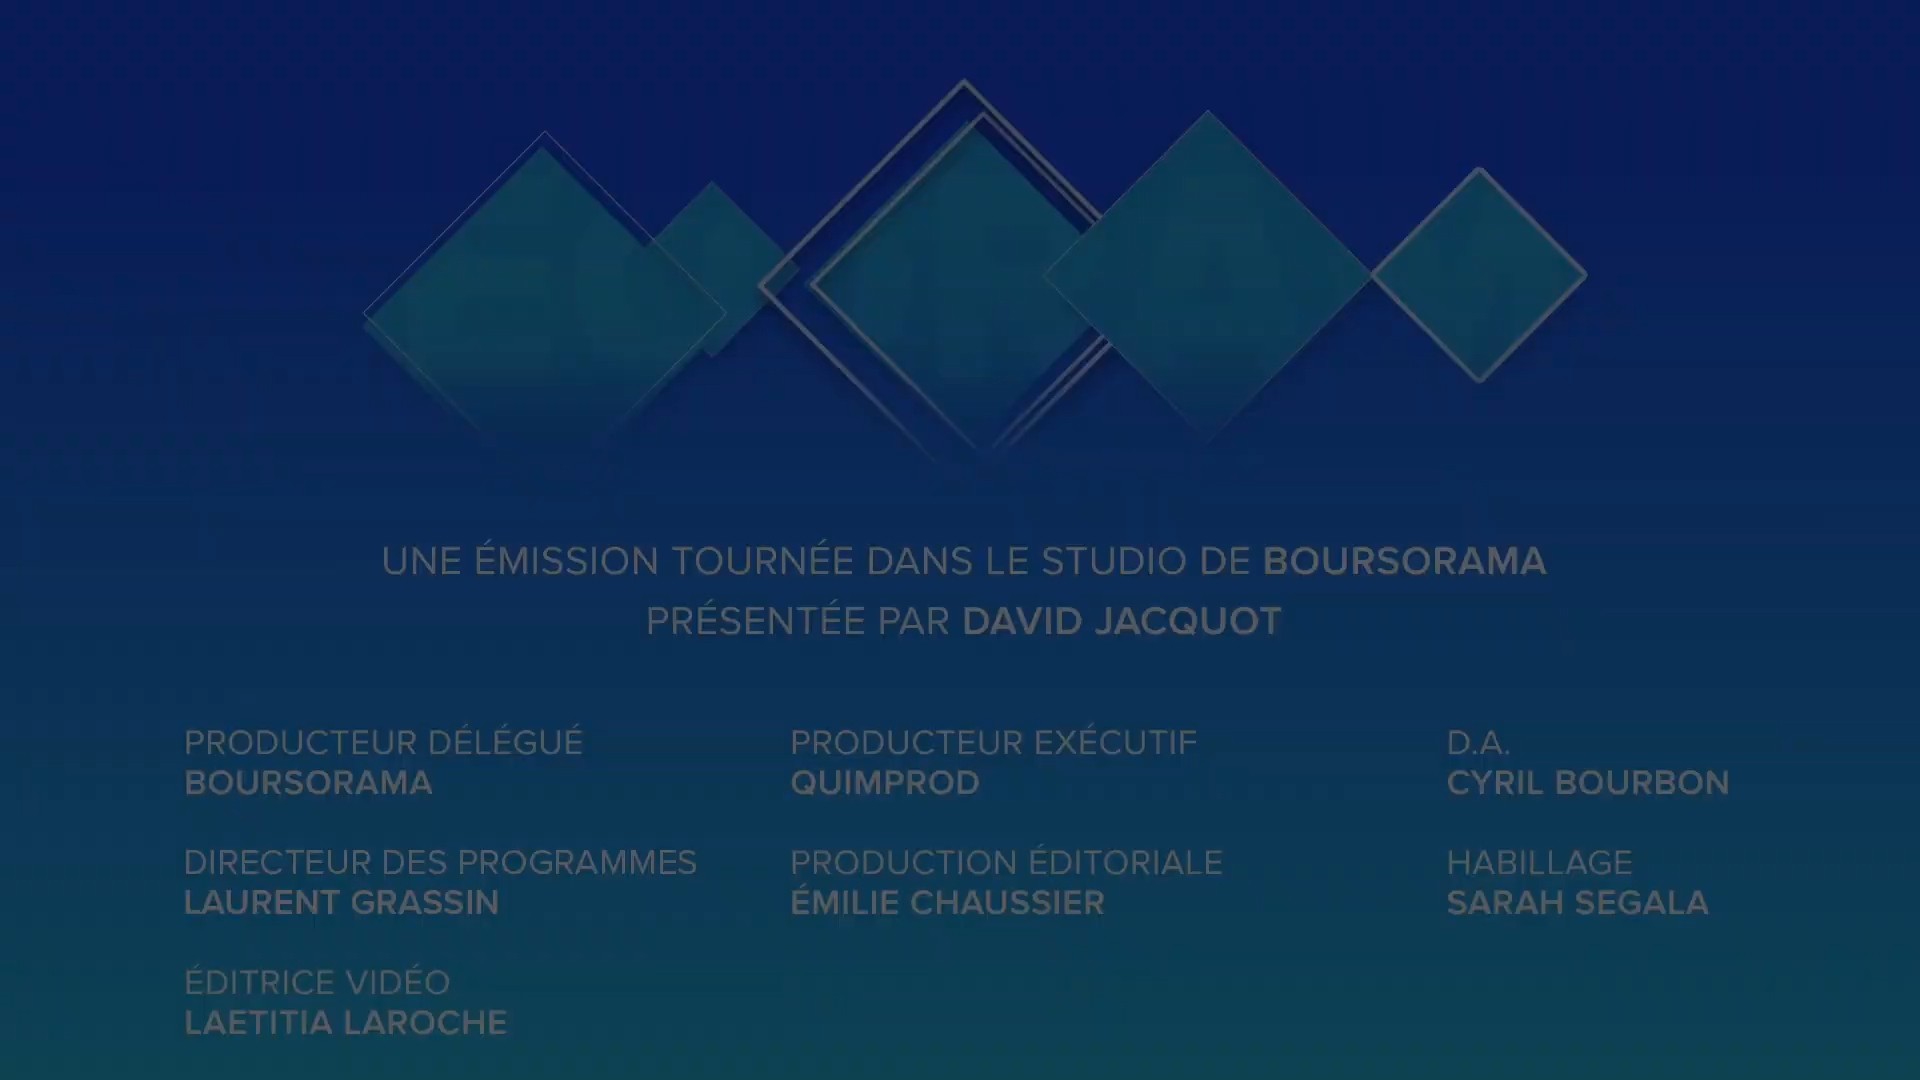 UNE ÉMISSION TOURNÉE DANS LE STUDIO DE BOURSORAMA
PRÉSENTÉE PAR DAVID JACQUOT
PRODUCTEUR DÉLÉGUÉ
BOURSORAMA
PRODUCTEUR EXÉCUTIF
QUIMPROD
D.A.
CYRIL BOURBON
DIRECTEUR DES PROGRAMMES
LAURENT GRASSIN
PRODUCTION ÉDITORIALE
ÉMILIE CHAUSSIER
HABILLAGE
SARAH SEGALA
ÉDITRICE VIDÉO
LAETITIA LAROCHE